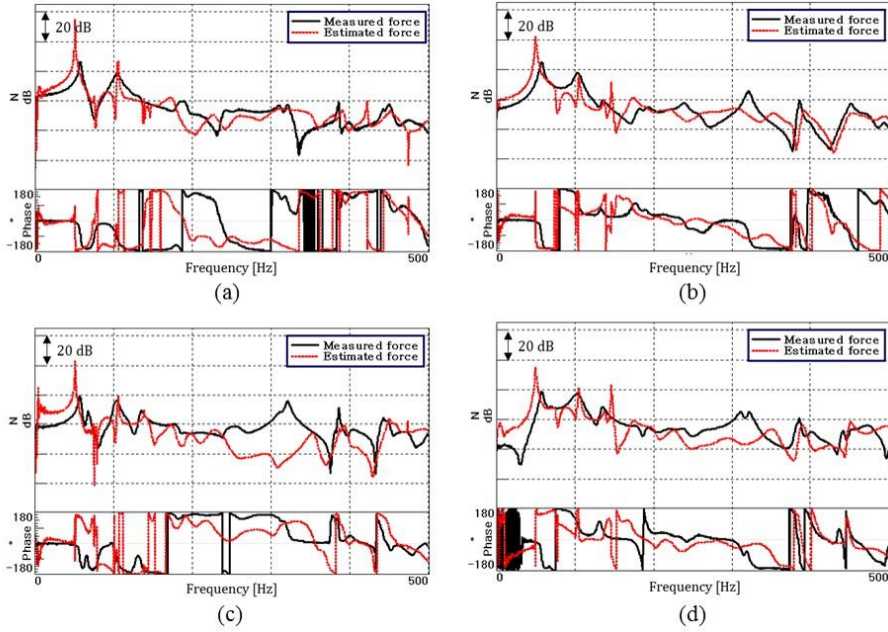 20 dB
Measured force
Estimated force
N
dB
180
° Phase
−180
0
500
Frequency [Hz]
(a)
20 dB
Measured force
Estimated force
N
dB
180
° Phase
−180
0
500
Frequency [Hz]
(b)
20 dB
Measured force
Estimated force
N
dB
180
° Phase
−180
0
500
Frequency [Hz]
(c)
20 dB
Measured force
Estimated force
N
dB
180
° Phase
−180
0
500
Frequency [Hz]
(d)